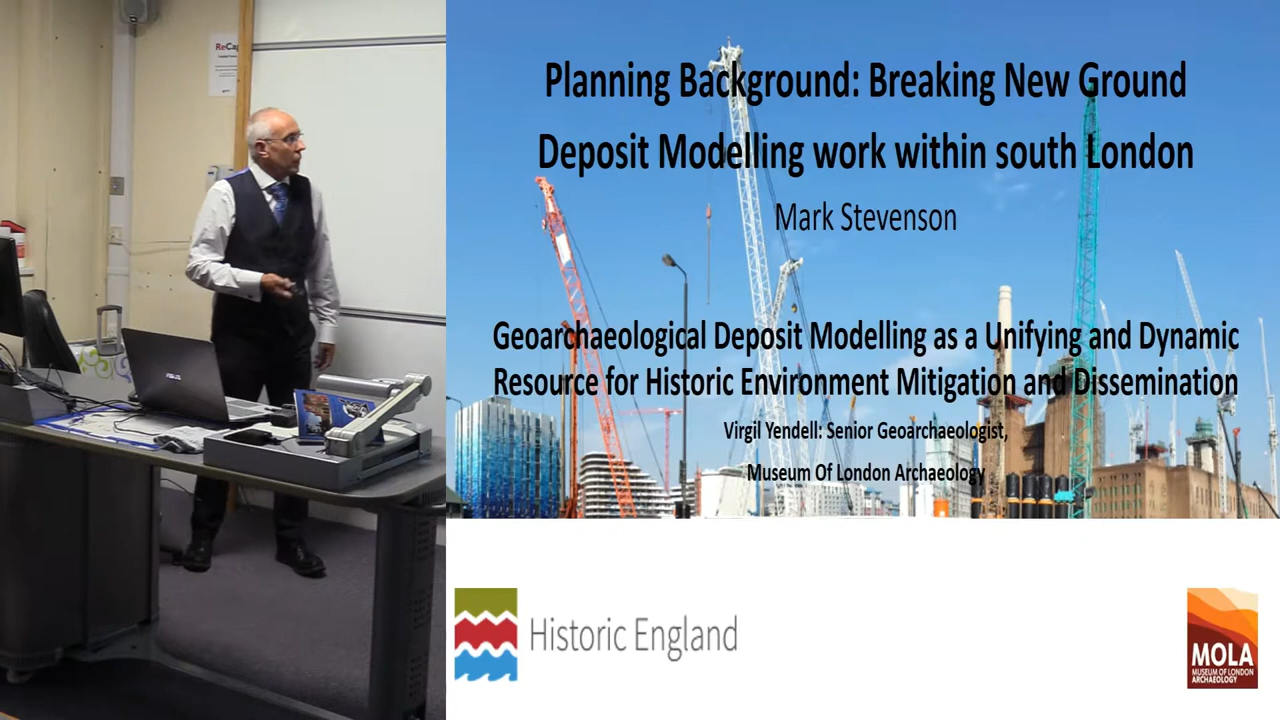 ReCap
Planning Background: Breaking New Ground
Deposit Modelling work within south London
Mark Stevenson
Geoarchaeological Deposit Modelling as a Unifying and Dynamic
Resource for Historic Environment Mitigation and Dissemination
Virgil Yendell: Senior Geoarchaeologist,
Museum Of London Archaeology
ASUS
Historic England
MOLA
MUSEUM OF LONDON
ARCHAEOLOGY